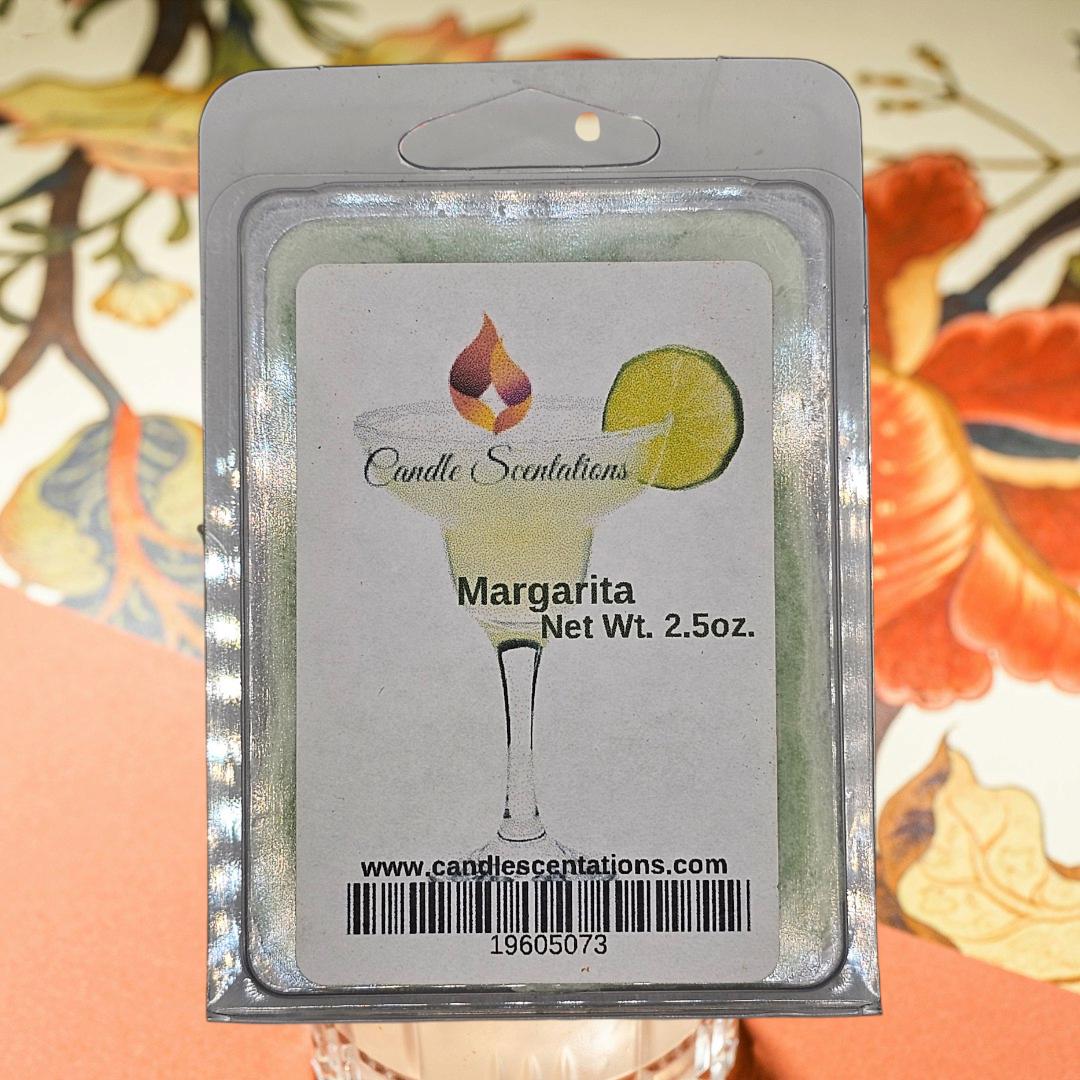 Candle Scentations
Margarita
Net Wt. 2.5oz.
www.candlescentations.com
19605073